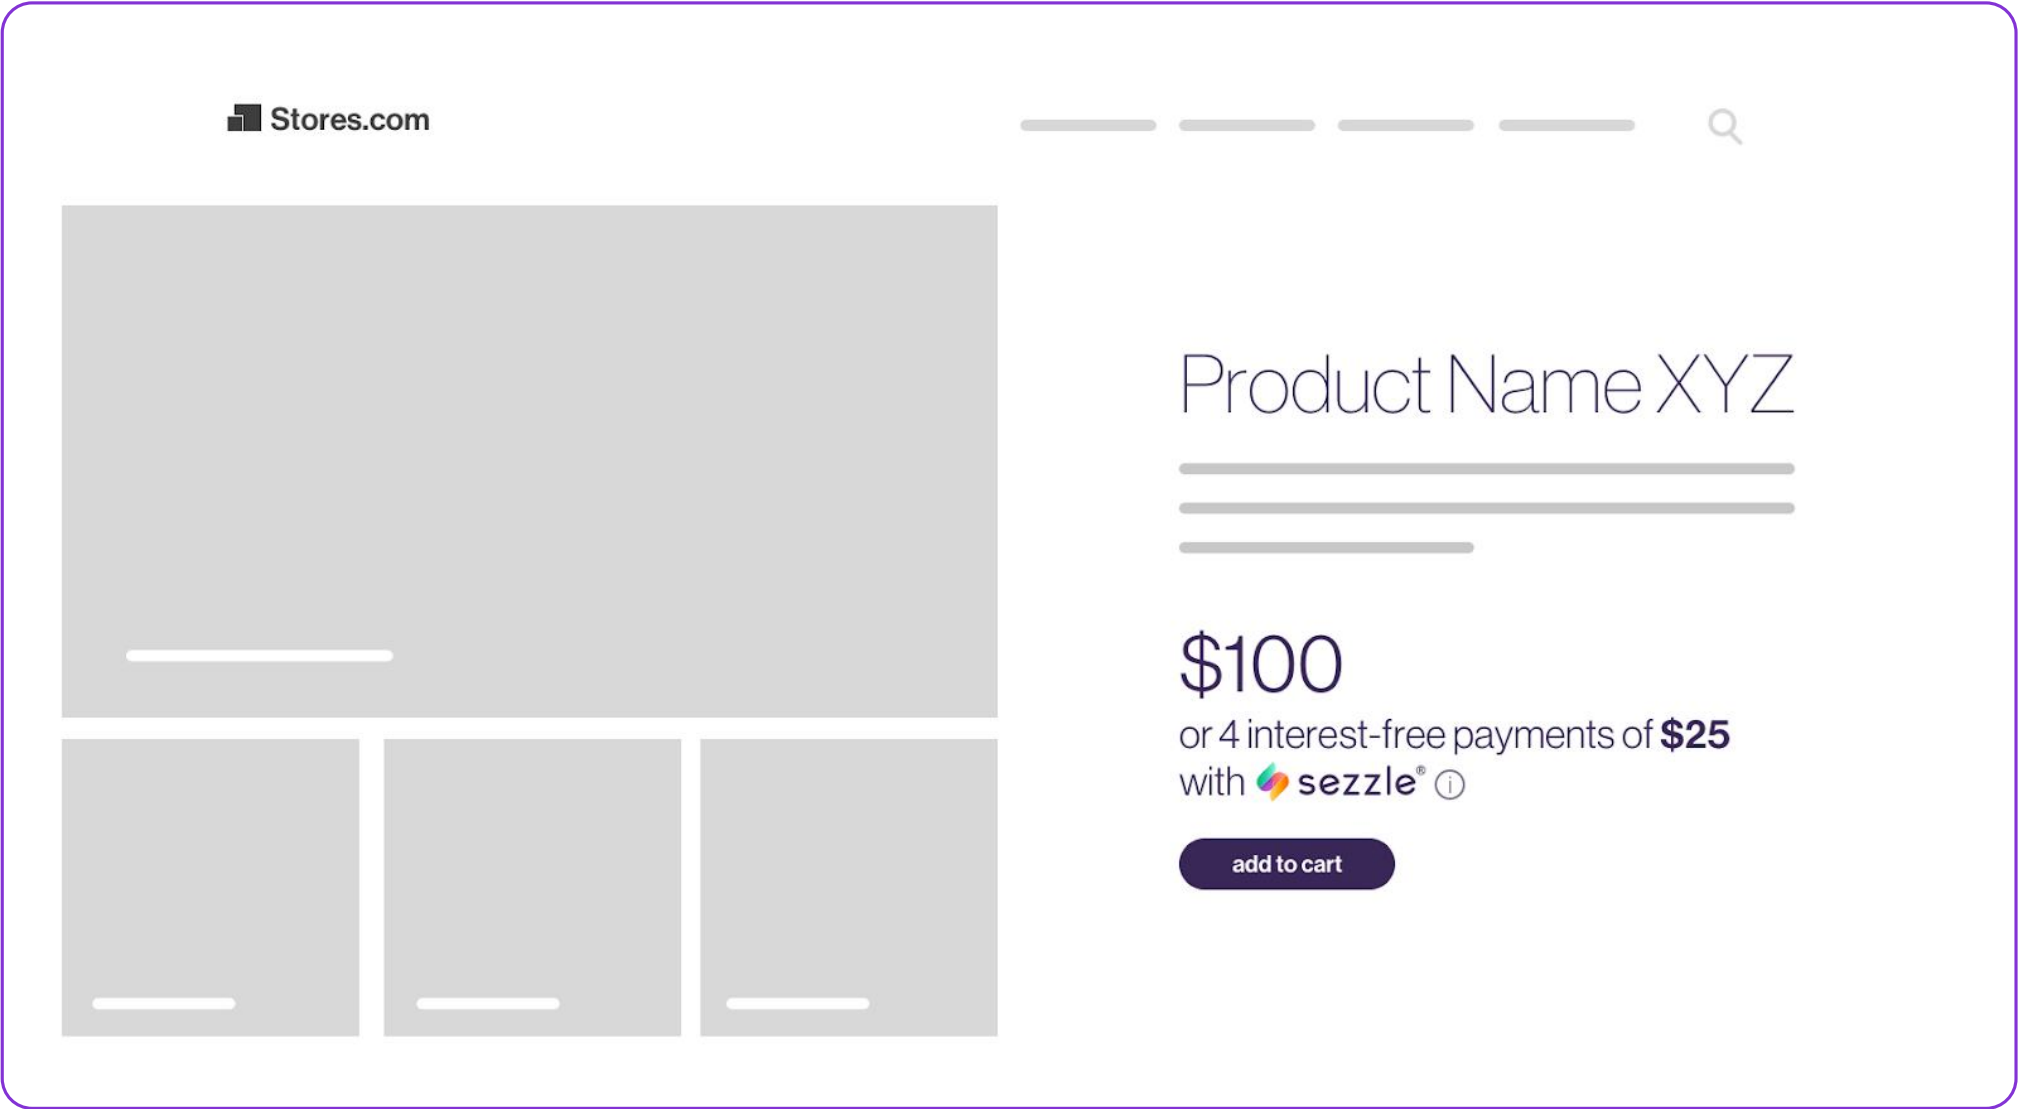 Stores.com
Product Name XYZ
$100
or 4 interest-free payments of $25
with sezzle® ⓘ
add to cart